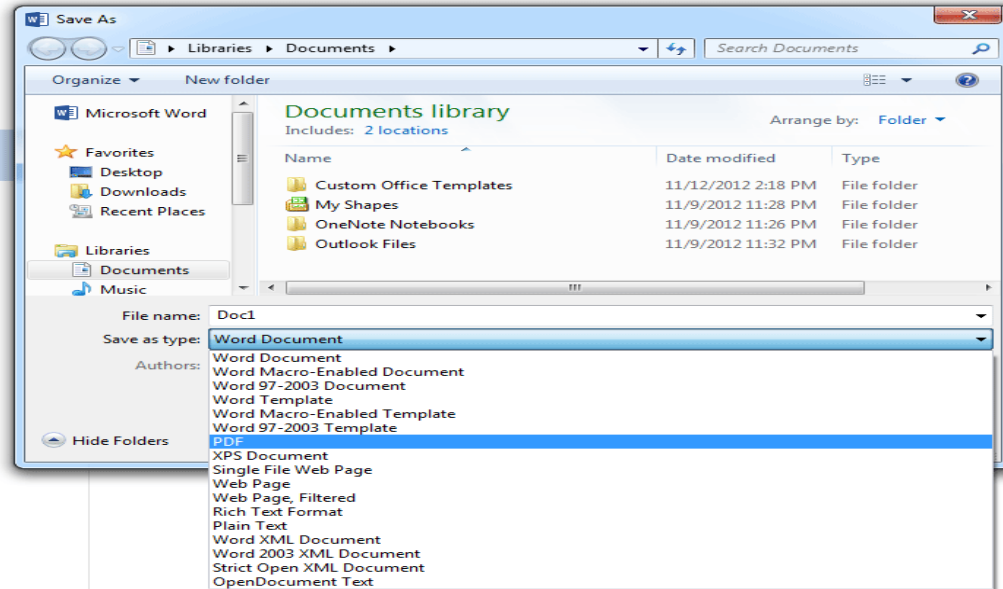 Save As
Libraries Documents
Search Documents
Organize New folder
Microsoft Word
Favorites
Desktop
Downloads
Recent Places
Libraries
Documents
Music
Documents library
Includes: 2 locations
Arrange by: Folder
Name Date modified Type
Custom Office Templates 11/12/2012 2:18 PM File folder
My Shapes 11/9/2012 11:28 PM File folder
OneNote Notebooks 11/9/2012 11:26 PM File folder
Outlook Files 11/9/2012 11:32 PM File folder
File name: Doc1
Save as type: Word Document
Authors:
Hide Folders
Word Document
Word Macro-Enabled Document
Word 97-2003 Document
Word Template
Word Macro-Enabled Template
Word 97-2003 Template
PDF
XPS Document
Single File Web Page
Web Page
Web Page, Filtered
Rich Text Format
Plain Text
Word XML Document
Word 2003 XML Document
Strict Open XML Document
OpenDocument Text